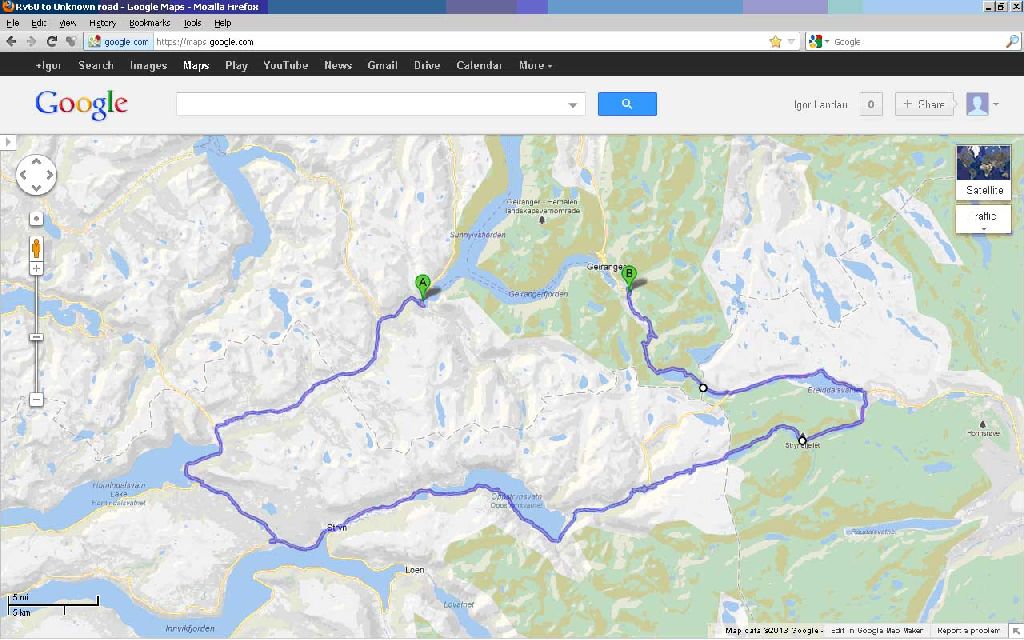 Rv60 to Unknown road - Google Maps - Mozilla Firefox
File Edit View History Bookmarks Tools Help
google.com https://maps.google.com Google
+Igor Search Images Maps Play YouTube News Gmail Drive Calendar More
Google Igor Landau 0 + Share
Satellite
Traffic
Geiranger - Herdalen
landskapsvernområde
Sunnylvsfjorden
Geiranger
B
A
Geirangerfjorden
Breiddalsvatnet
Strynefjellet
Hornindalsvatn
Lake
Hornindalsvatnet
Oppstrynsvatn
Oppstrynsvatnet
Stryn
Loen
Lovatnet
Innvikfjorden
5 mi
5 km
Map data ©2013 Google - Edit in Google Map Maker Report a problem